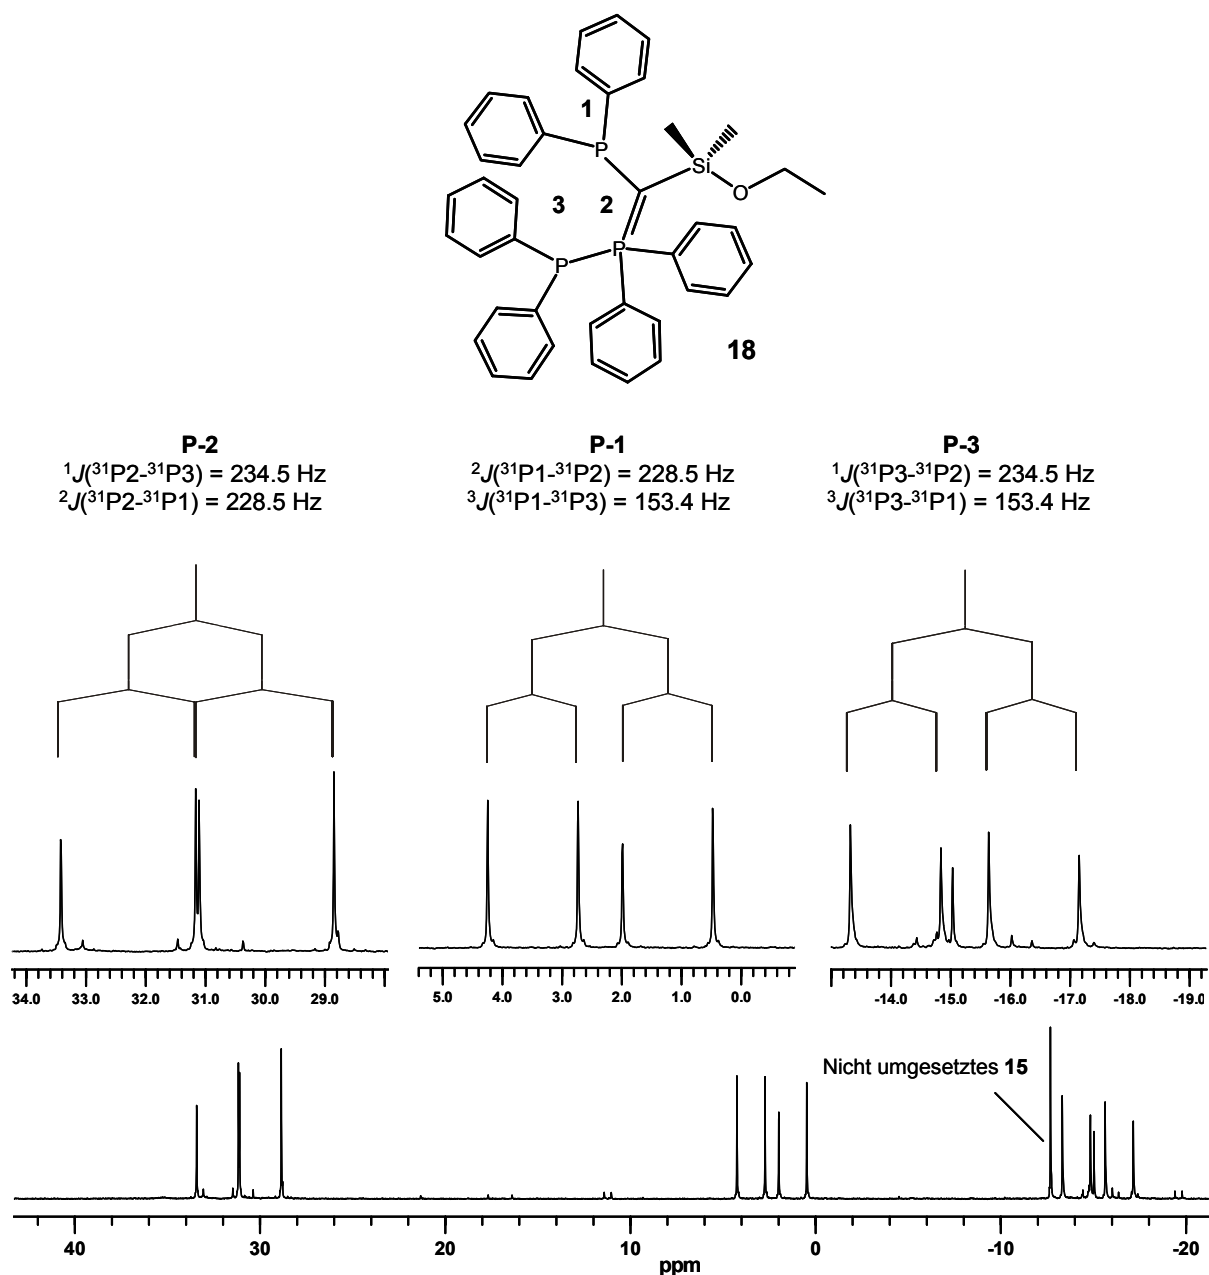 1
P
Si
O
3
2
P
P
18
P-2
¹J(³¹P2-³¹P3) = 234.5 Hz
²J(³¹P2-³¹P1) = 228.5 Hz
P-1
²J(³¹P1-³¹P2) = 228.5 Hz
³J(³¹P1-³¹P3) = 153.4 Hz
P-3
¹J(³¹P3-³¹P2) = 234.5 Hz
³J(³¹P3-³¹P1) = 153.4 Hz
34.0 33.0 32.0 31.0 30.0 29.0
5.0 4.0 3.0 2.0 1.0 0.0
-14.0 -15.0 -16.0 -17.0 -18.0 -19.0
Nicht umgesetztes 15
40 30 20 10 0 -10 -20
ppm